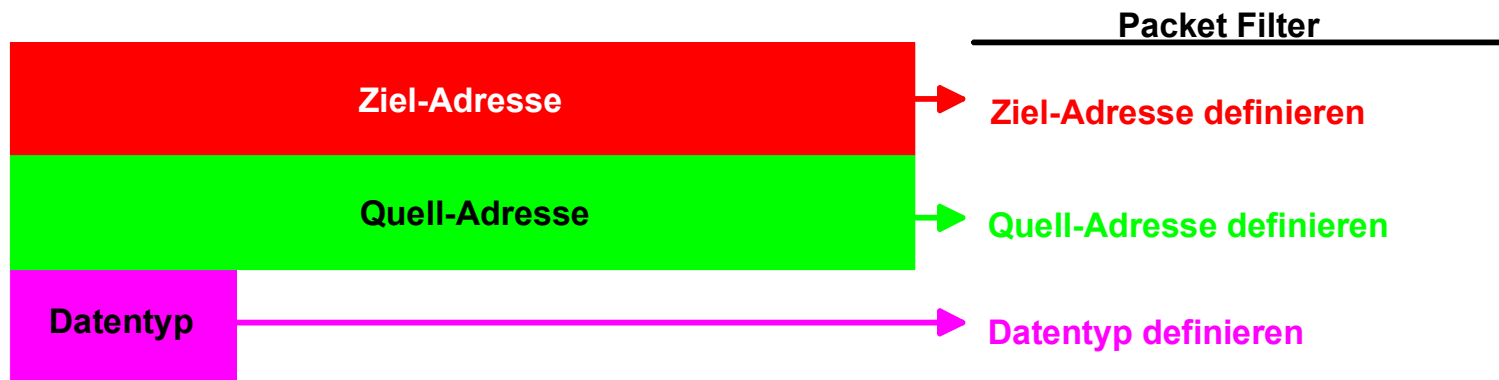 Packet Filter
Ziel-Adresse
Ziel-Adresse definieren
Quell-Adresse
Quell-Adresse definieren
Datentyp
Datentyp definieren